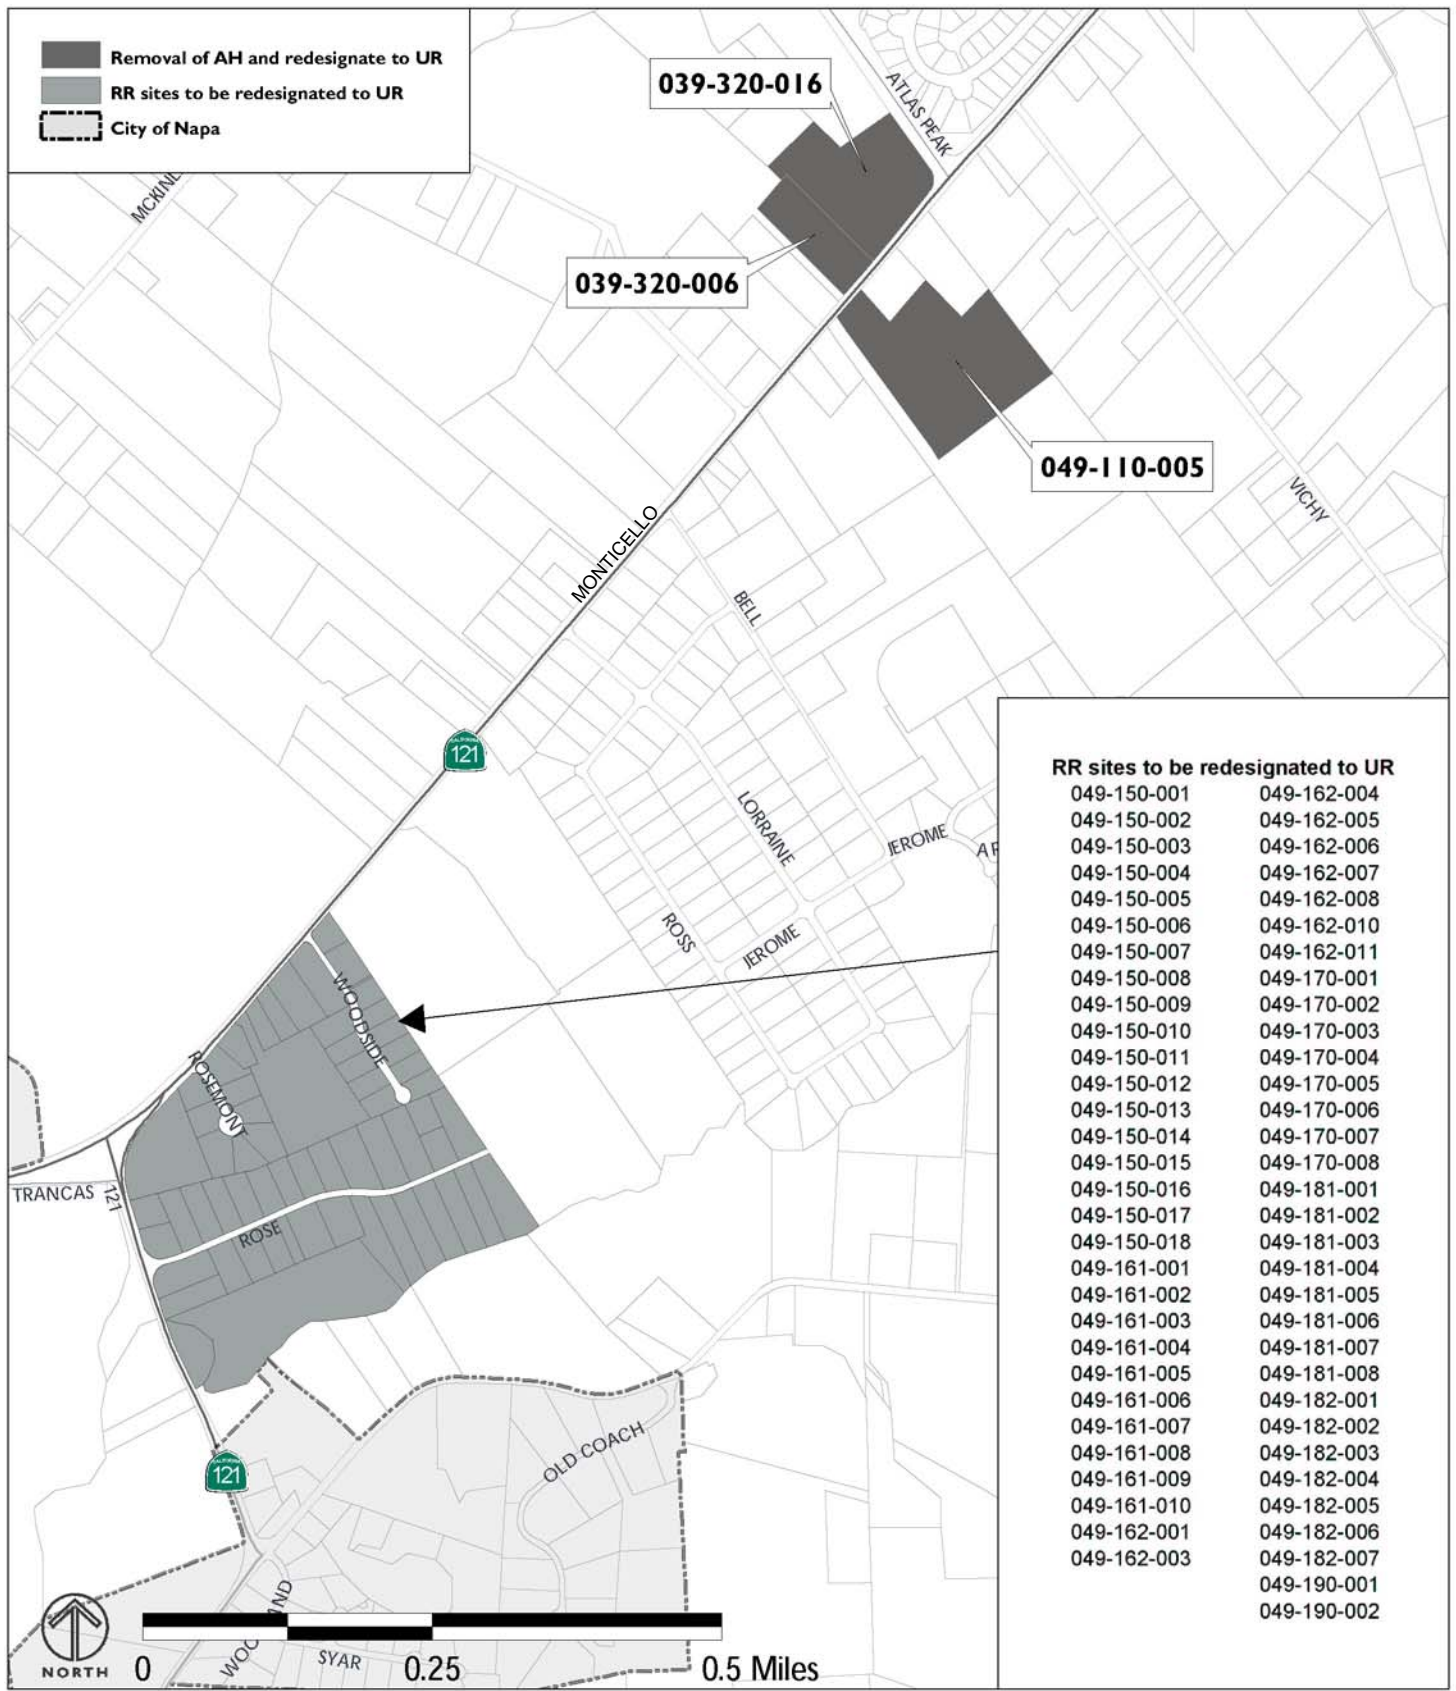 Removal of AH and redesignate to UR
RR sites to be redesignated to UR
City of Napa
039-320-016
ATLAS PEAK
039-320-006
049-110-005
VICHY
MONTICELLO
BELL
CALIFORNIA
121
LORRAINE
JEROME
ROSS
JEROME
WOODSIDE
ROSEMONT
TRANCAS
121
ROSE
OLD COACH
CALIFORNIA
121
SYAR
NORTH
0 0.25 0.5 Miles
RR sites to be redesignated to UR
049-150-001 049-162-004
049-150-002 049-162-005
049-150-003 049-162-006
049-150-004 049-162-007
049-150-005 049-162-008
049-150-006 049-162-010
049-150-007 049-162-011
049-150-008 049-170-001
049-150-009 049-170-002
049-150-010 049-170-003
049-150-011 049-170-004
049-150-012 049-170-005
049-150-013 049-170-006
049-150-014 049-170-007
049-150-015 049-170-008
049-150-016 049-181-001
049-150-017 049-181-002
049-150-018 049-181-003
049-161-001 049-181-004
049-161-002 049-181-005
049-161-003 049-181-006
049-161-004 049-181-007
049-161-005 049-181-008
049-161-006 049-182-001
049-161-007 049-182-002
049-161-008 049-182-003
049-161-009 049-182-004
049-161-010 049-182-005
049-162-001 049-182-006
049-162-003 049-182-007
049-190-001
049-190-002